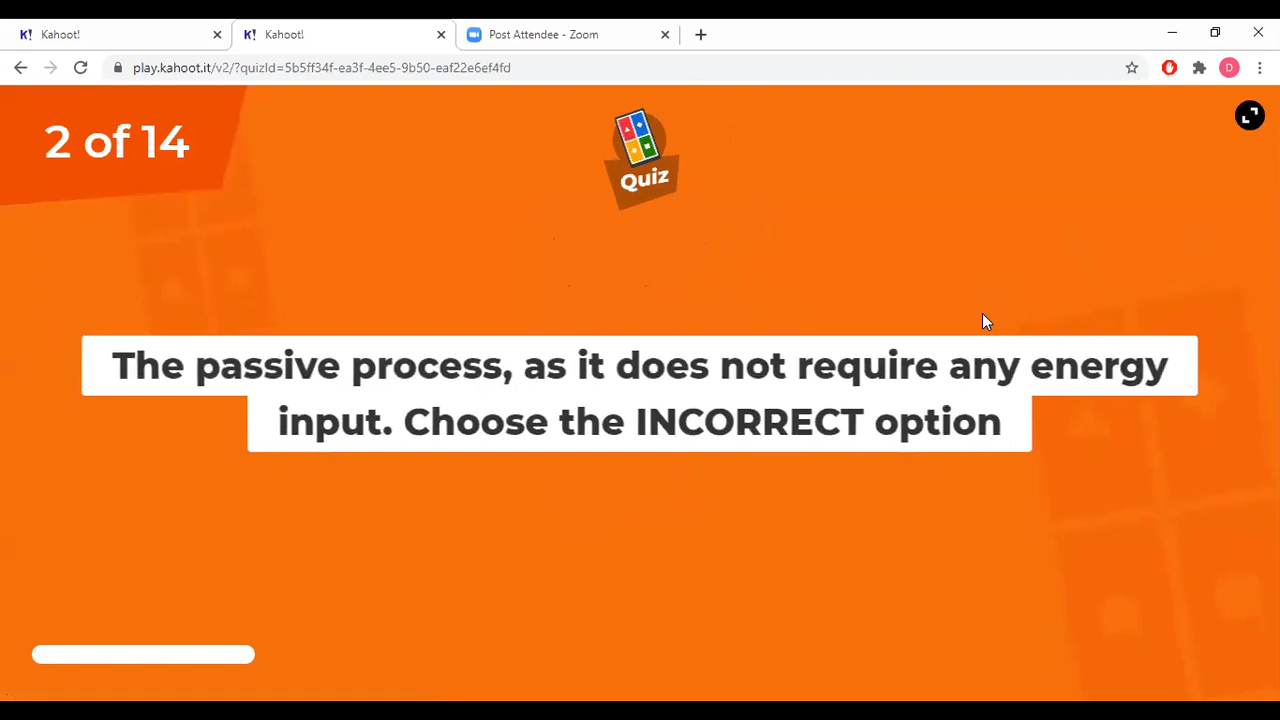 K! Kahoot!
K! Kahoot!
Post Attendee - Zoom
play.kahoot.it/v2/?quizId=5b5ff34f-ea3f-4ee5-9b50-eaf22e6ef4fd
D
2 of 14
Quiz
The passive process, as it does not require any energy
input. Choose the INCORRECT option